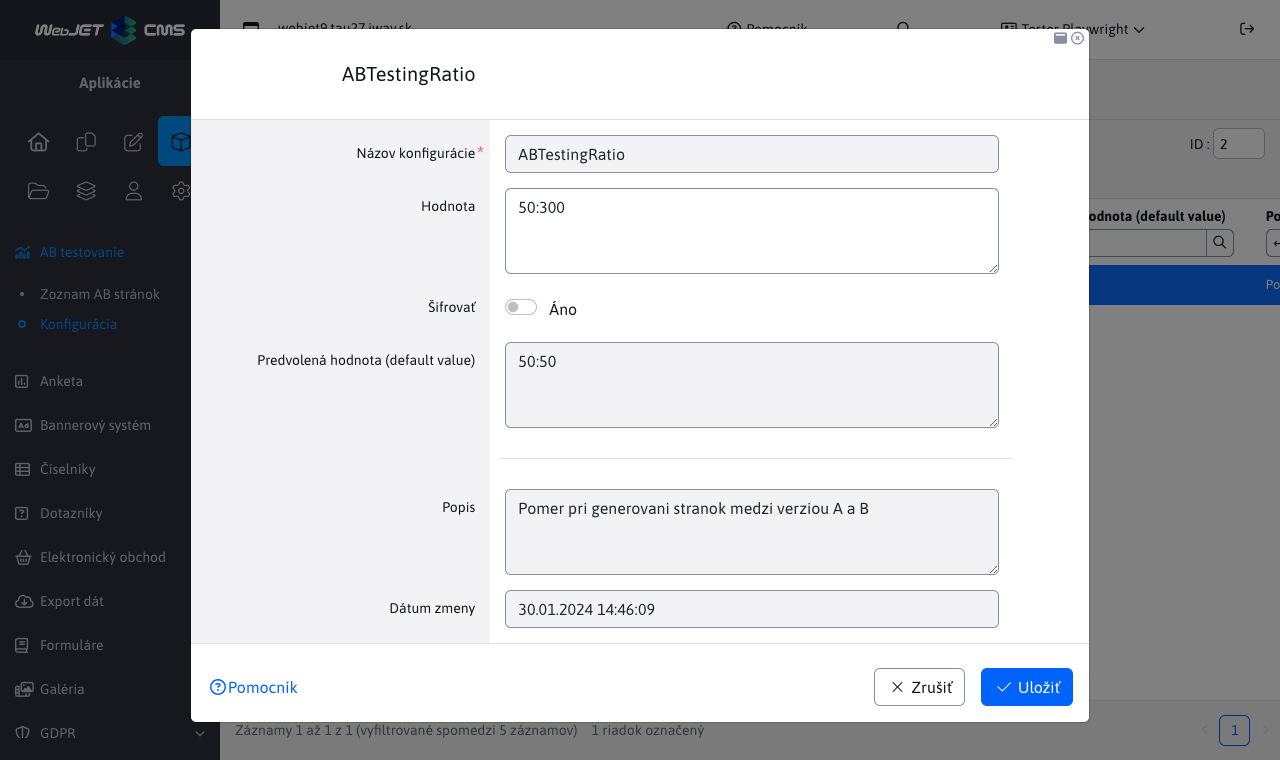 WebJET CMS
webjet9.tau27.iway.sk
Pomocník
Tester Playwright
Aplikácie
ID :
2
AB testovanie
Zoznam AB stránok
Konfigurácia
Anketa
Bannerový systém
Číselníky
Dotazníky
Elektronický obchod
Export dát
Formuláre
Galéria
GDPR
odnota (default value)
Po
Po
ABTestingRatio
Názov konfigurácie*
ABTestingRatio
Hodnota
50:300
Šifrovať
Áno
Predvolená hodnota (default value)
50:50
Popis
Pomer pri generovani stranok medzi verziou A a B
Dátum zmeny
30.01.2024 14:46:09
Pomocník
Zrušiť
Uložiť
Záznamy 1 až 1 z 1 (vyfiltrované spomedzi 5 záznamov)
1 riadok označený
1